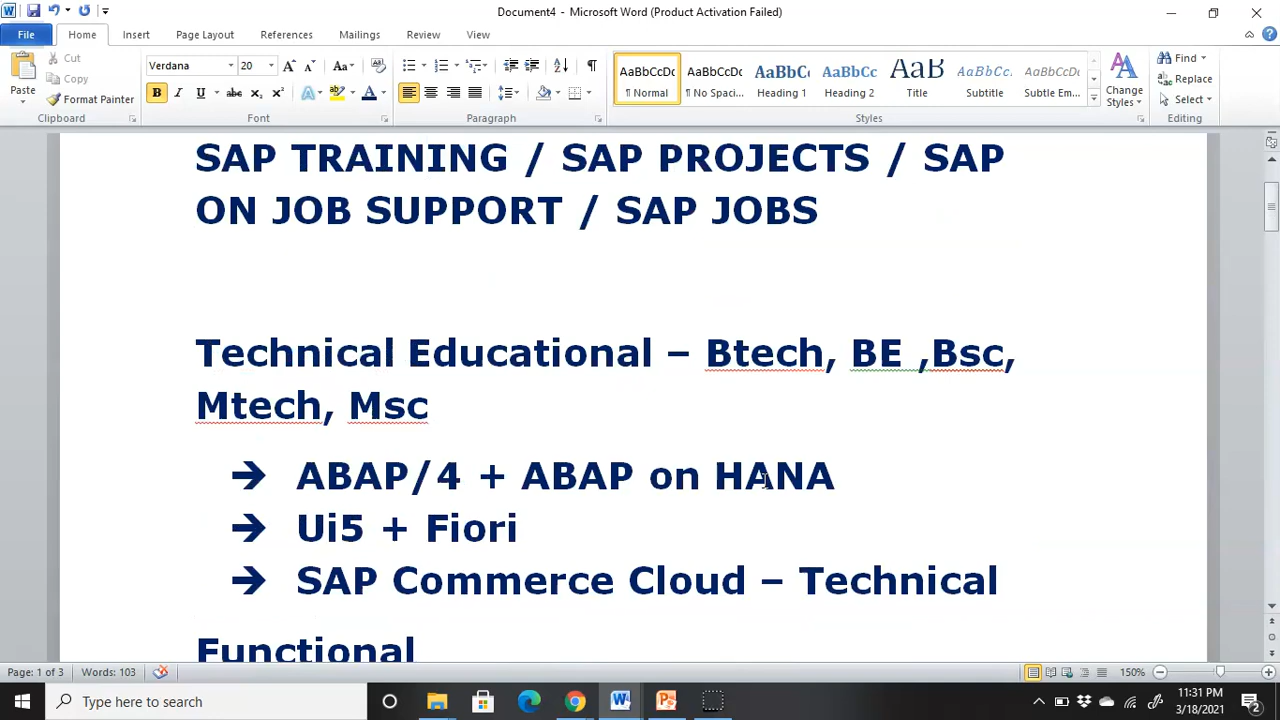 Document4 - Microsoft Word (Product Activation Failed)
File Home Insert Page Layout References Mailings Review View
Paste
Cut
Copy
Format Painter
Clipboard
Verdana 20
Font
Paragraph
AaBbCcDc
¶ Normal
AaBbCcDc
¶ No Spaci...
AaBbCc
Heading 1
AaBbCc
Heading 2
AaB
Title
AaBbCcL
Subtitle
AaBbCcDc
Subtle Em...
Change
Styles
Styles
Find
Replace
Select
Editing
SAP TRAINING / SAP PROJECTS / SAP
ON JOB SUPPORT / SAP JOBS
Technical Educational – Btech, BE ,Bsc,
Mtech, Msc
➔ ABAP/4 + ABAP on HANA
➔ Ui5 + Fiori
➔ SAP Commerce Cloud – Technical
Functional
Page: 1 of 3 Words: 103 150%
Type here to search
11:31 PM
3/18/2021
2